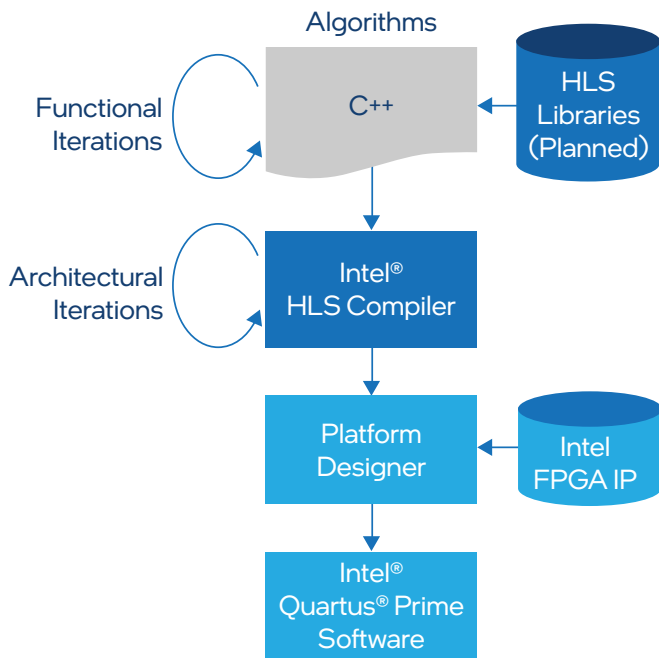 Algorithms
C++
HLS
Libraries
(Planned)
Functional
Iterations
Intel®
HLS Compiler
Architectural
Iterations
Platform
Designer
Intel
FPGA IP
Intel®
Quartus® Prime
Software